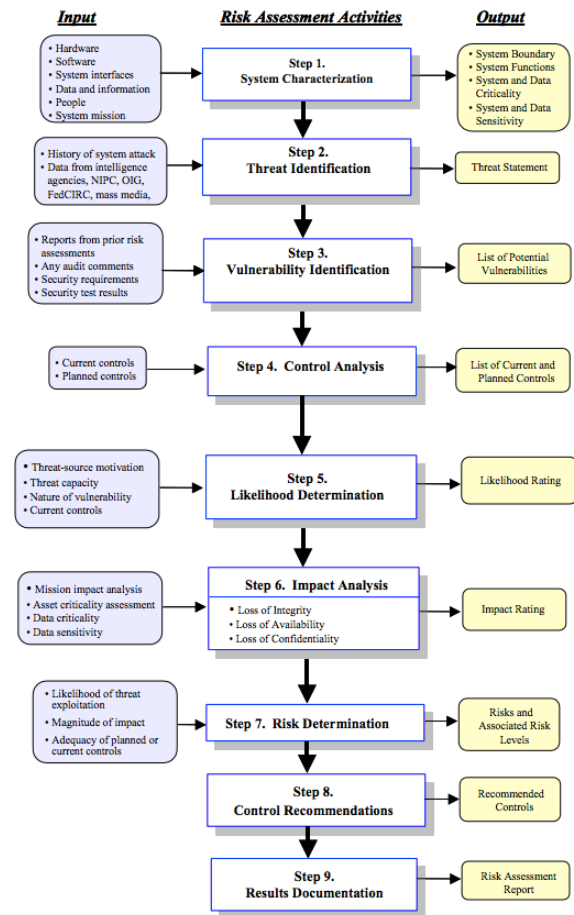 Input
Risk Assessment Activities
Output
• Hardware
• Software
• System interfaces
• Data and information
• People
• System mission
Step 1.
System Characterization
• System Boundary
• System Functions
• System and Data
Criticality
• System and Data
Sensitivity
• History of system attack
• Data from intelligence
agencies, NIPC, OIG,
FedCIRC, mass media,
Step 2.
Threat Identification
Threat Statement
• Reports from prior risk
assessments
• Any audit comments
• Security requirements
• Security test results
Step 3.
Vulnerability Identification
List of Potential
Vulnerabilities
• Current controls
• Planned controls
Step 4. Control Analysis
List of Current and
Planned Controls
• Threat-source motivation
• Threat capacity
• Nature of vulnerability
• Current controls
Step 5.
Likelihood Determination
Likelihood Rating
• Mission impact analysis
• Asset criticality assessment
• Data criticality
• Data sensitivity
Step 6. Impact Analysis
• Loss of Integrity
• Loss of Availability
• Loss of Confidentiality
Impact Rating
• Likelihood of threat
exploitation
• Magnitude of impact
• Adequacy of planned or
current controls
Step 7. Risk Determination
Risks and
Associated Risk
Levels
Step 8.
Control Recommendations
Recommended
Controls
Step 9.
Results Documentation
Risk Assessment
Report